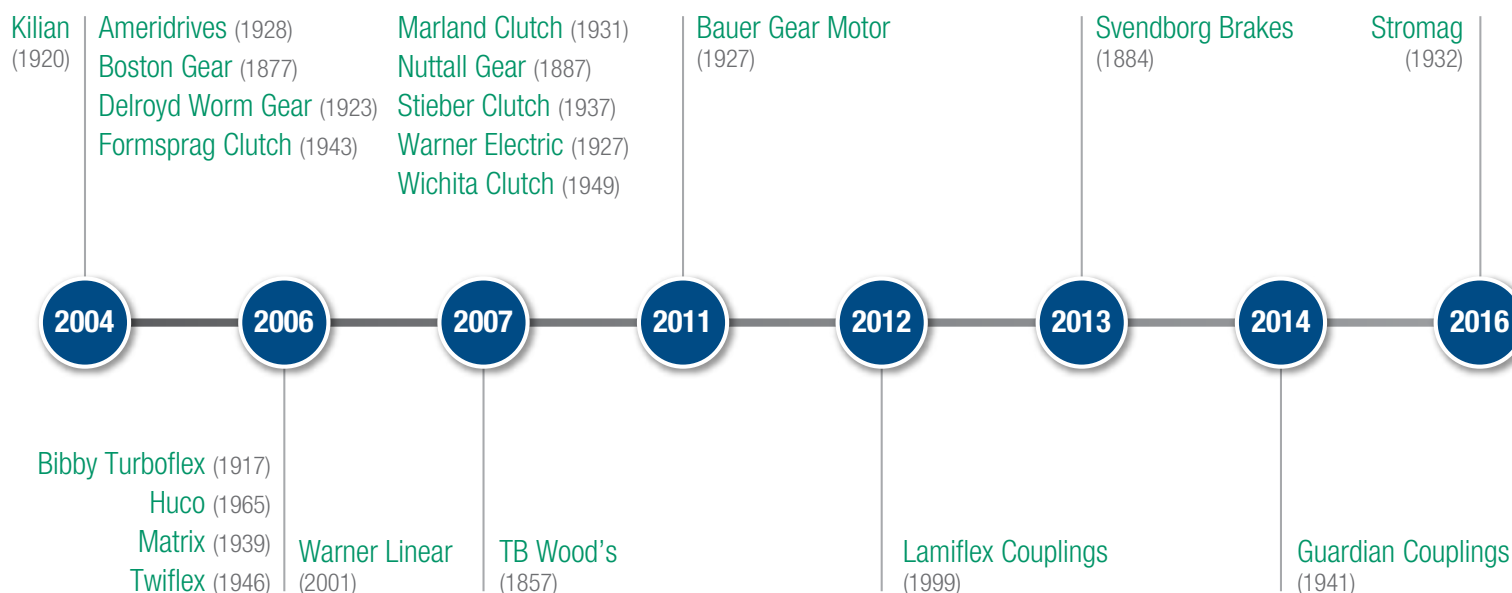 Kilian
(1920)
Ameridrives (1928)
Boston Gear (1877)
Delroyd Worm Gear (1923)
Formsprag Clutch (1943)
Marland Clutch (1931)
Nuttall Gear (1887)
Stieber Clutch (1937)
Warner Electric (1927)
Wichita Clutch (1949)
Bauer Gear Motor
(1927)
Svendborg Brakes
(1884)
Stromag
(1932)
2004
2006
2007
2011
2012
2013
2014
2016
Bibby Turboflex (1917)
Huco (1965)
Matrix (1939)
Twiflex (1946)
Warner Linear
(2001)
TB Wood’s
(1857)
Lamiflex Couplings
(1999)
Guardian Couplings
(1941)